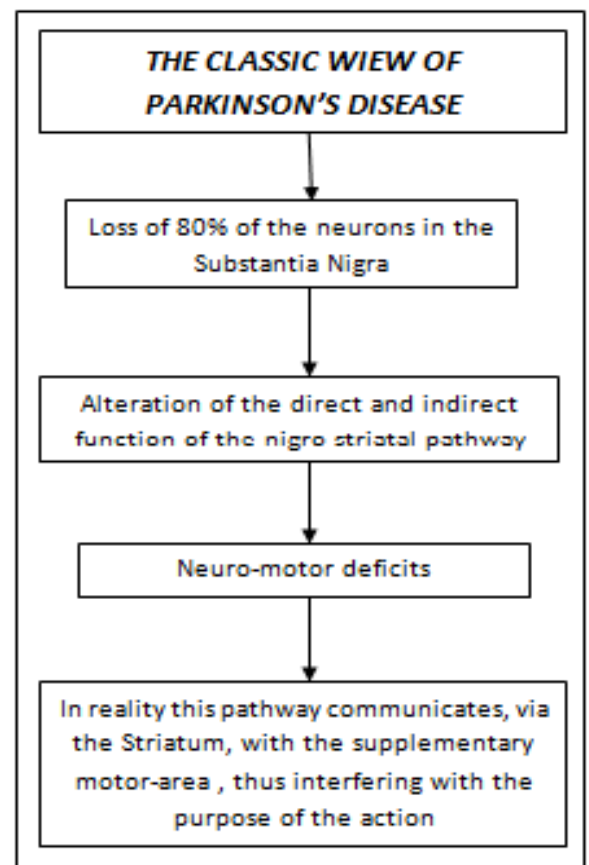 THE CLASSIC WIEW OF
PARKINSON'S DISEASE
Loss of 80% of the neurons in the
Substantia Nigra
Alteration of the direct and indirect
function of the nigro striatal pathway
Neuro-motor deficits
In reality this pathway communicates, via
the Striatum, with the supplementary
motor-area , thus interfering with the
purpose of the action